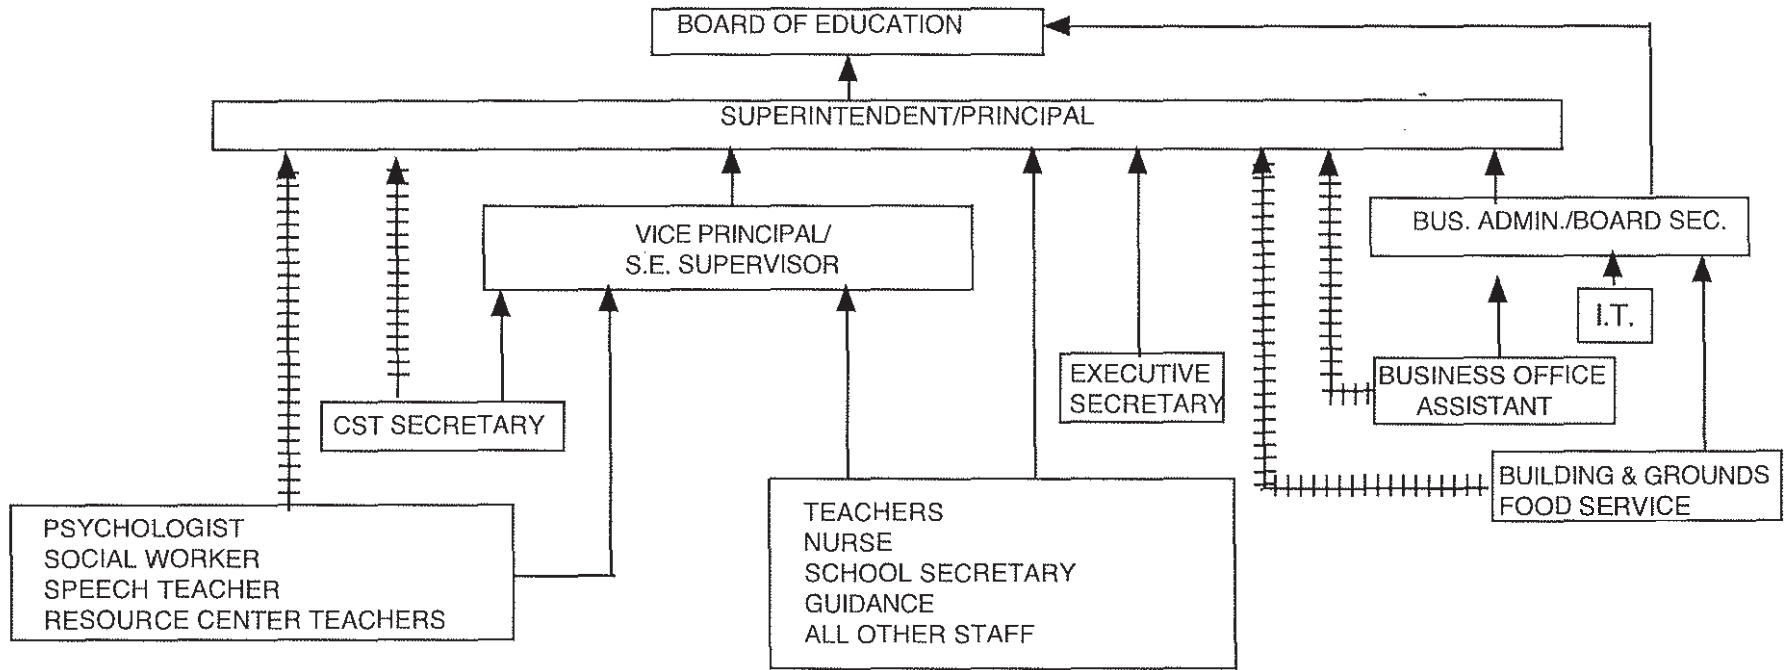 BOARD OF EDUCATION
SUPERINTENDENT/PRINCIPAL
VICE PRINCIPAL/
S.E. SUPERVISOR
BUS. ADMIN./BOARD SEC.
I.T.
EXECUTIVE
SECRETARY
BUSINESS OFFICE
ASSISTANT
CST SECRETARY
BUILDING & GROUNDS
FOOD SERVICE
PSYCHOLOGIST
SOCIAL WORKER
SPEECH TEACHER
RESOURCE CENTER TEACHERS
TEACHERS
NURSE
SCHOOL SECRETARY
GUIDANCE
ALL OTHER STAFF